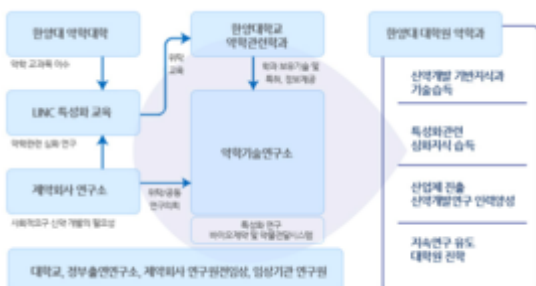 한양대 약학대학
약학 교과목 이수
LINC 특성화 교육
약학관련 심화 연구
제약회사 연구소
사회적요구 신약 개발의 필요성
위탁
교육
한양대학교
약학관련학과
학과 보유기술 및
특허, 정보제공
약학기술연구소
위탁/공동
연구의뢰
특성화 연구
바이오제약 및 약물전달시스템
대학교, 정부출연연구소, 제약회사 연구원전임상, 임상기관 연구원
한양대 대학원 약학과
신약개발 기반지식과
기술습득
특성화관련
심화지식 습득
산업체 진출
신약개발연구 인력양성
지속연구 유도
대학원 진학